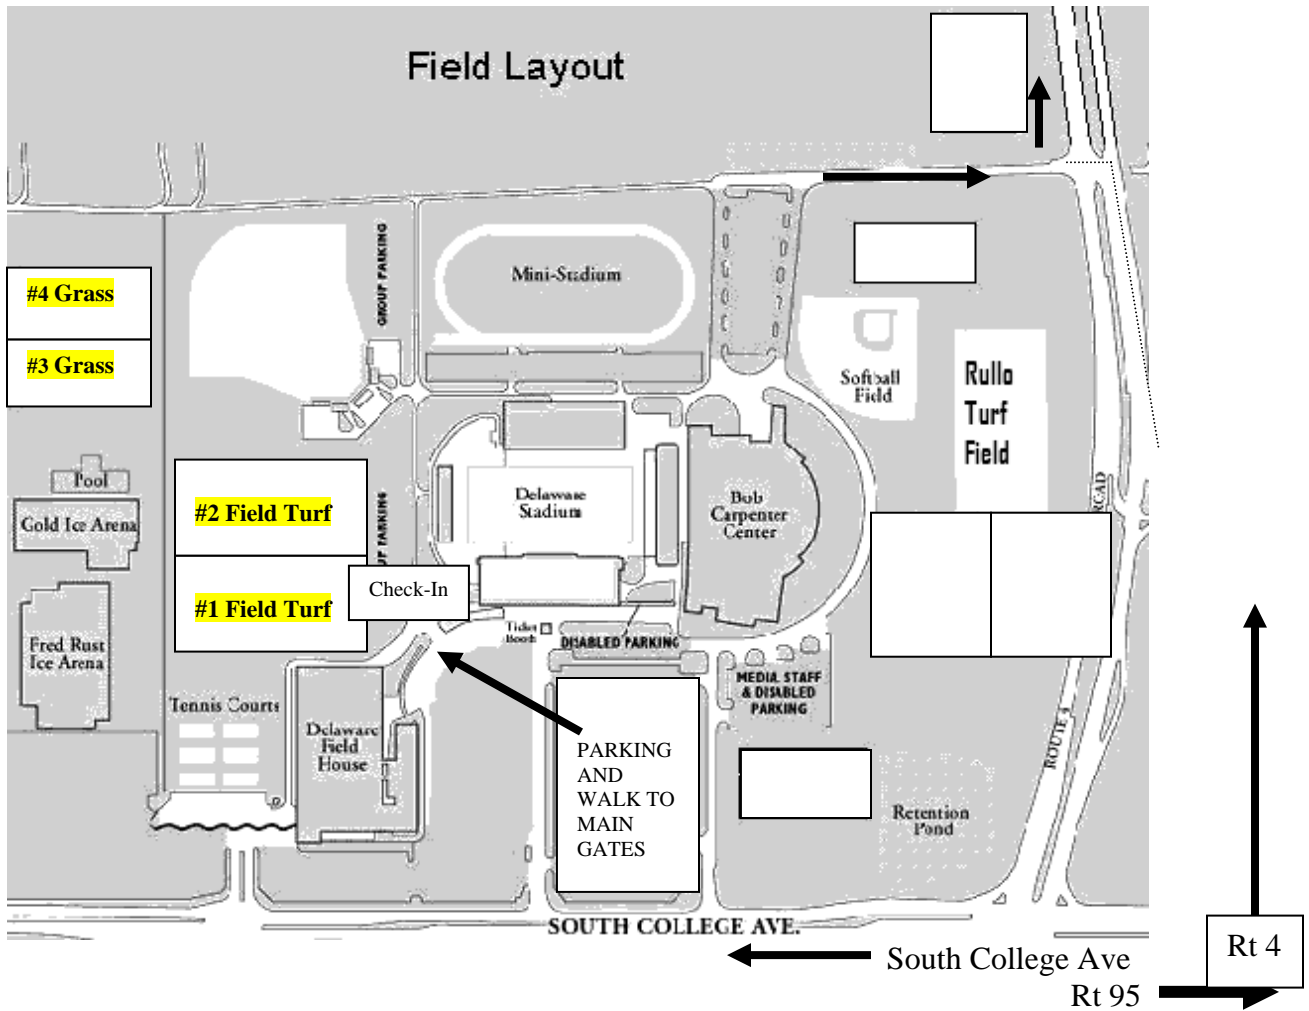 Field Layout
GROUP PARKING
Mini-Stadium
#4 Grass
#3 Grass
Softball
Field
Rullo
Turf
Field
Pool
Gold Ice Arena
#2 Field Turf
PARKING
Delaware
Stadium
Bob
Carpenter
Center
Check-In
#1 Field Turf
Fred Rust
Ice Arena
Ticket
Booth
DISABLED PARKING
MEDIA STAFF
& DISABLED
PARKING
Tennis Courts
Delaware
Field
House
PARKING
AND
WALK TO
MAIN
GATES
ROUTE 4
Retention
Pond
SOUTH COLLEGE AVE.
South College Ave
Rt 4
Rt 95